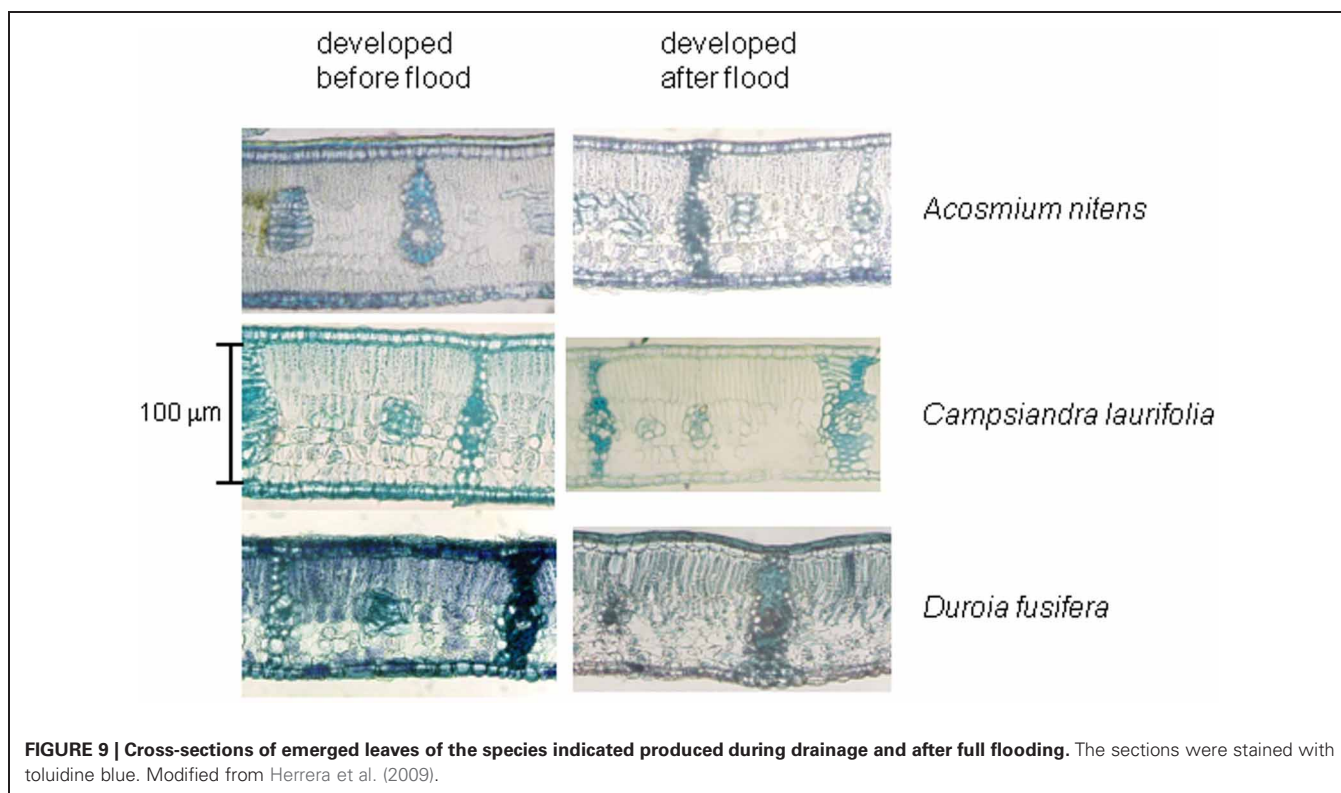 developed
before flood
developed
after flood
Acosmium nitens
100 µm
Campsiandra laurifolia
Duroia fusifera
FIGURE 9 | Cross-sections of emerged leaves of the species indicated produced during drainage and after full flooding. The sections were stained with
toluidine blue. Modified from Herrera et al. (2009).